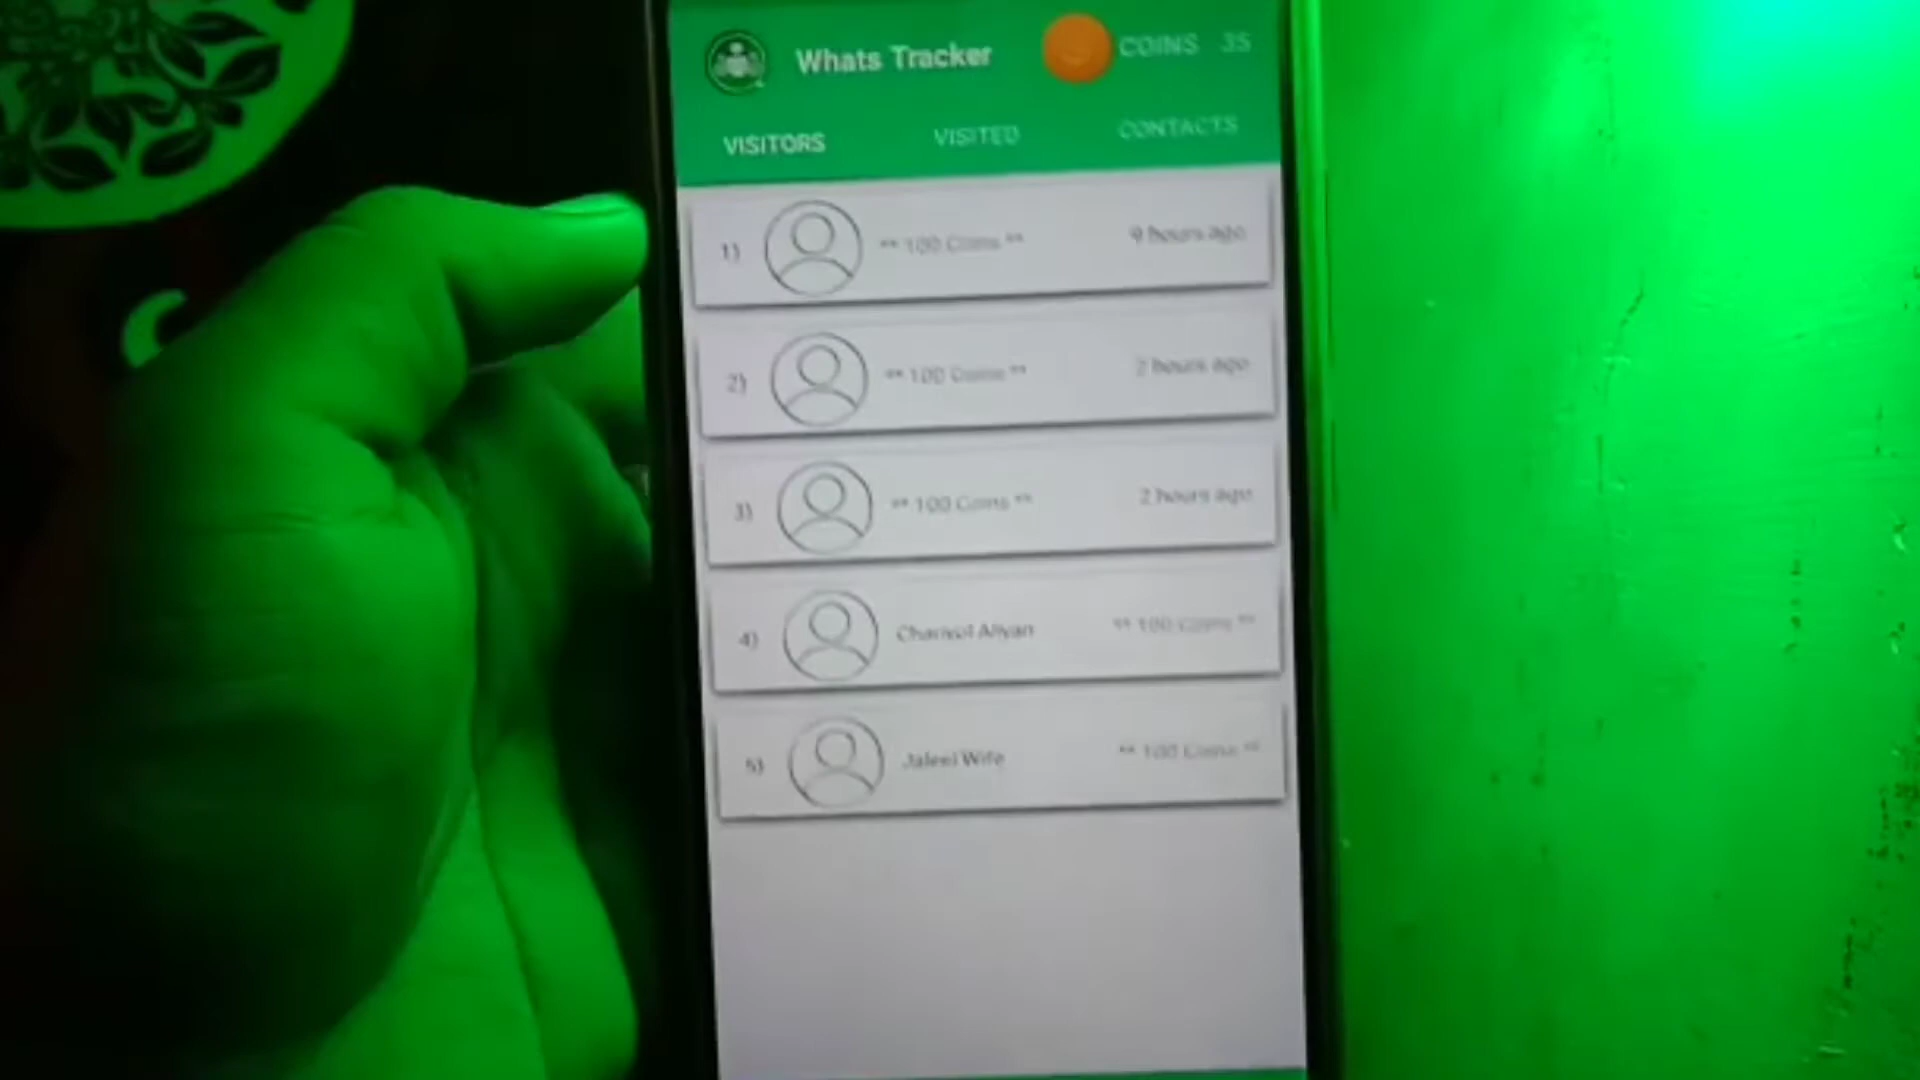 Whats Tracker COINS 35
VISITORS VISITED CONTACTS
1) ** 100 Coins ** 9 hours ago
2) ** 100 Coins ** 2 hours ago
3) ** 100 Coins ** 2 hours ago
4) Aliyan ** 100 Coins **
5) Jaleel Wife ** 100 Coins **